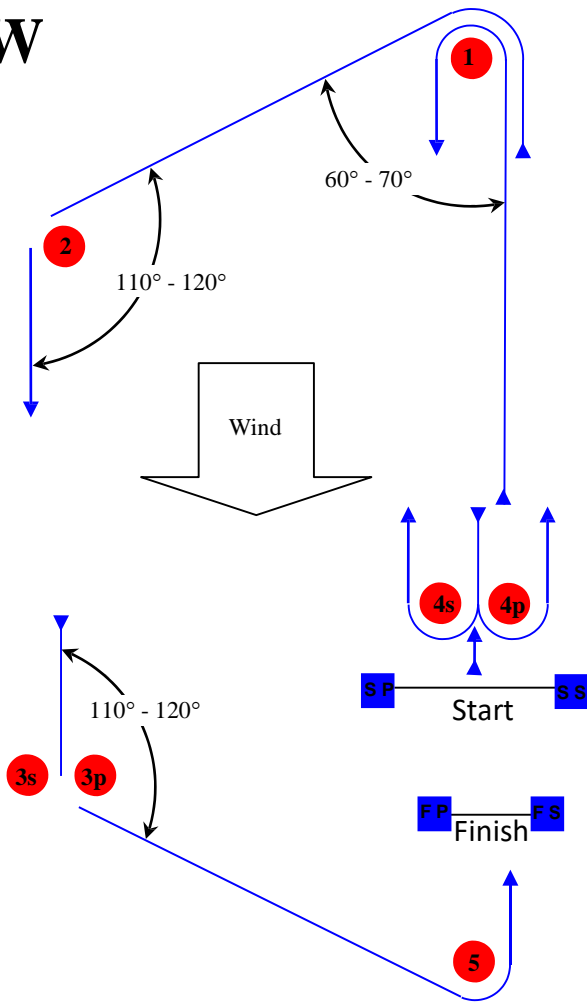 W
1
60° - 70°
2
110° - 120°
Wind
4s 4p
S P S S
Start
110° - 120°
3s 3p
F P F S
Finish
5